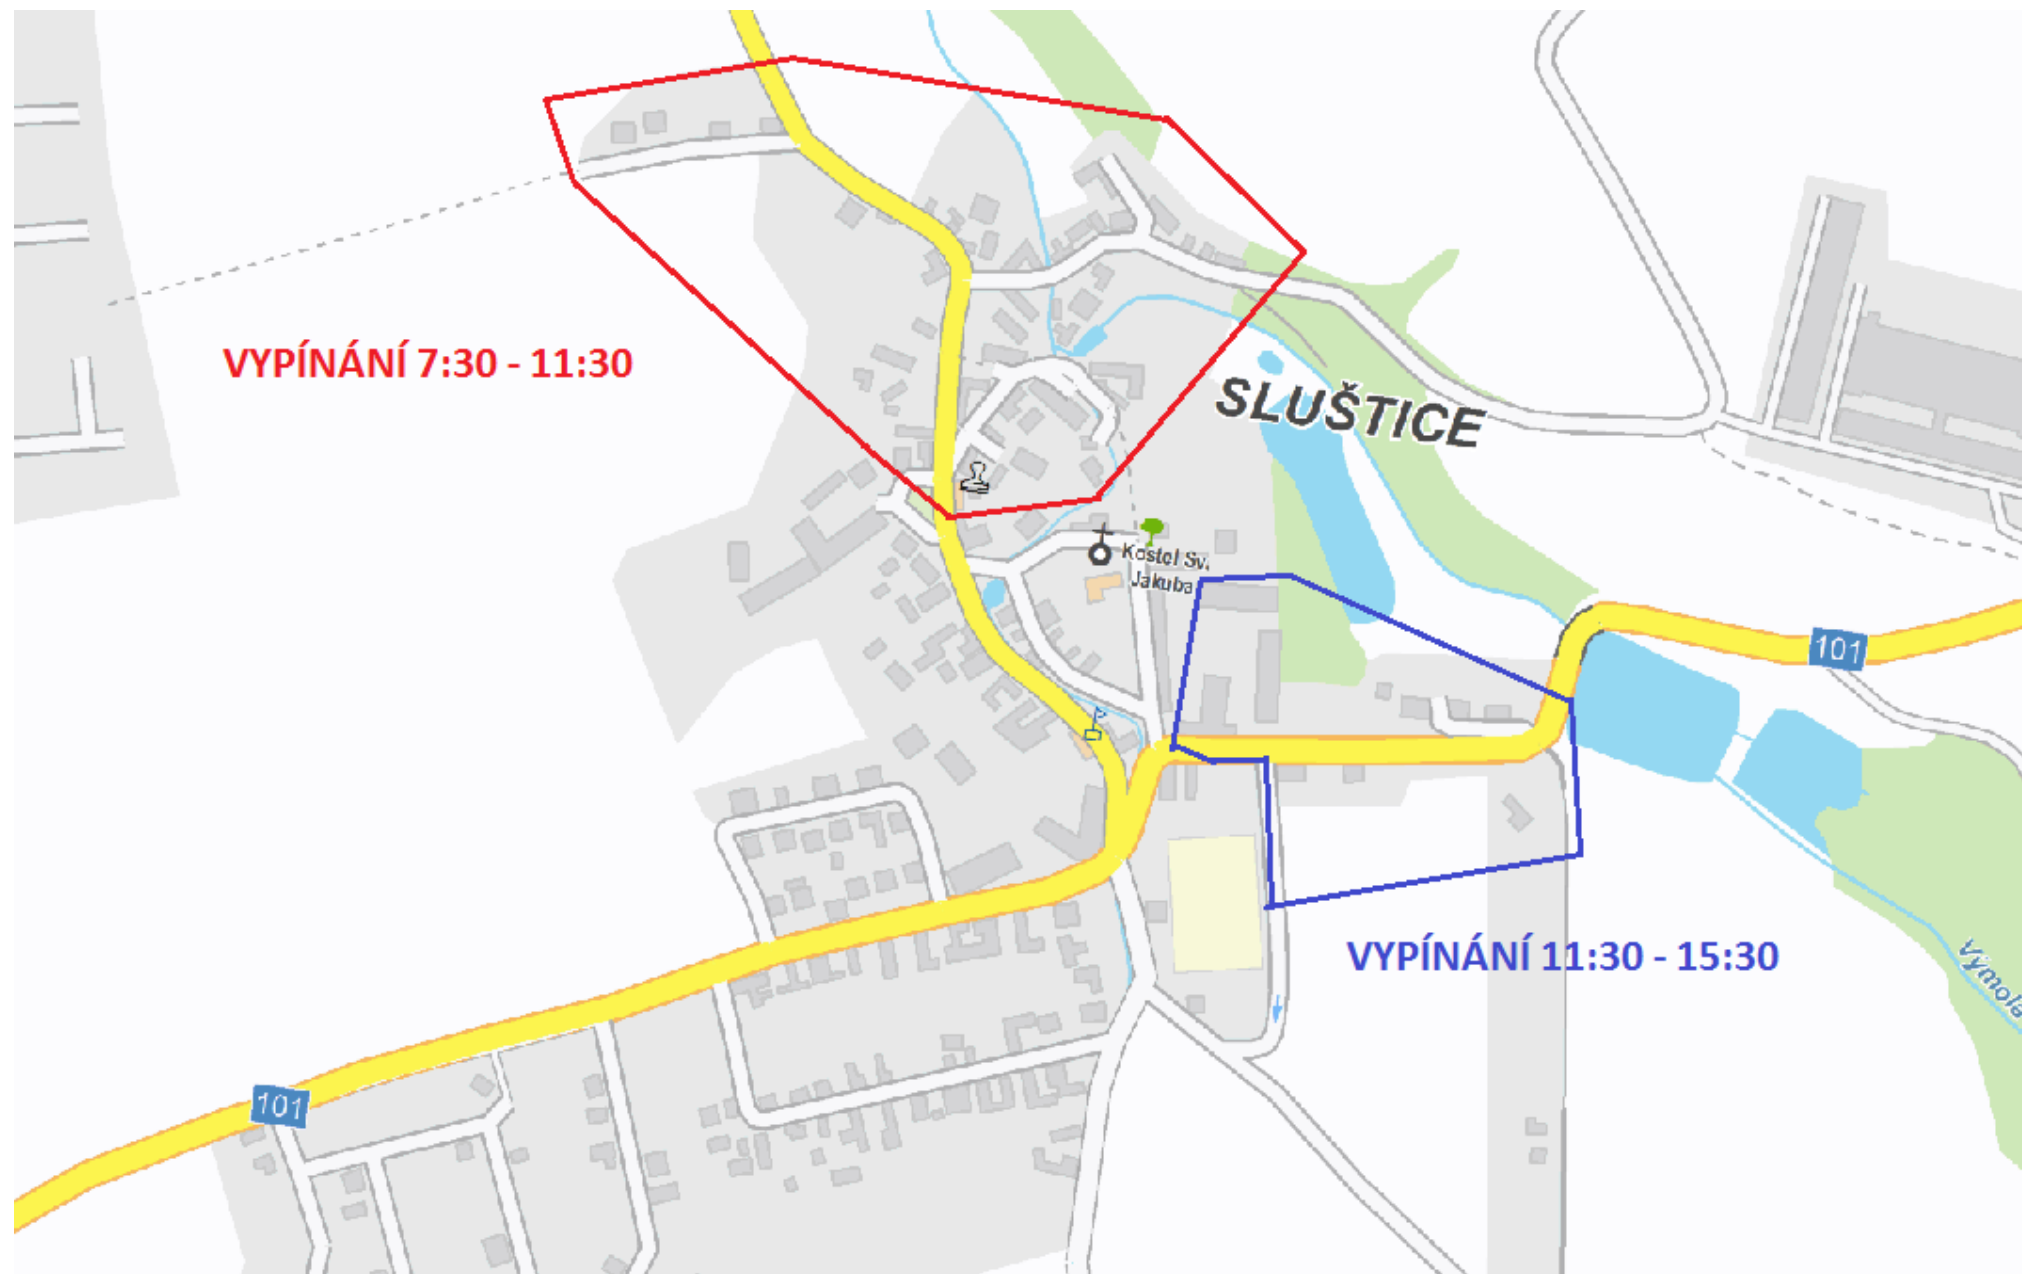 VYPÍNÁNÍ 7:30 - 11:30
SLUŠTICE
Kostel Sv.
Jakuba
101
VYPÍNÁNÍ 11:30 - 15:30
Výmola
101